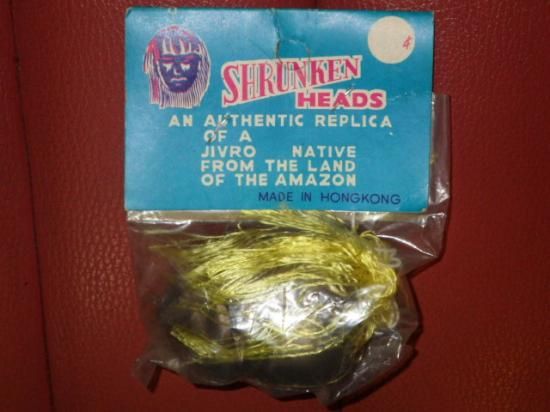 SHRUNKEN
HEADS
AN AUTHENTIC REPLICA
OF A
JIVRO NATIVE
FROM THE LAND
OF THE AMAZON
MADE IN HONGKONG